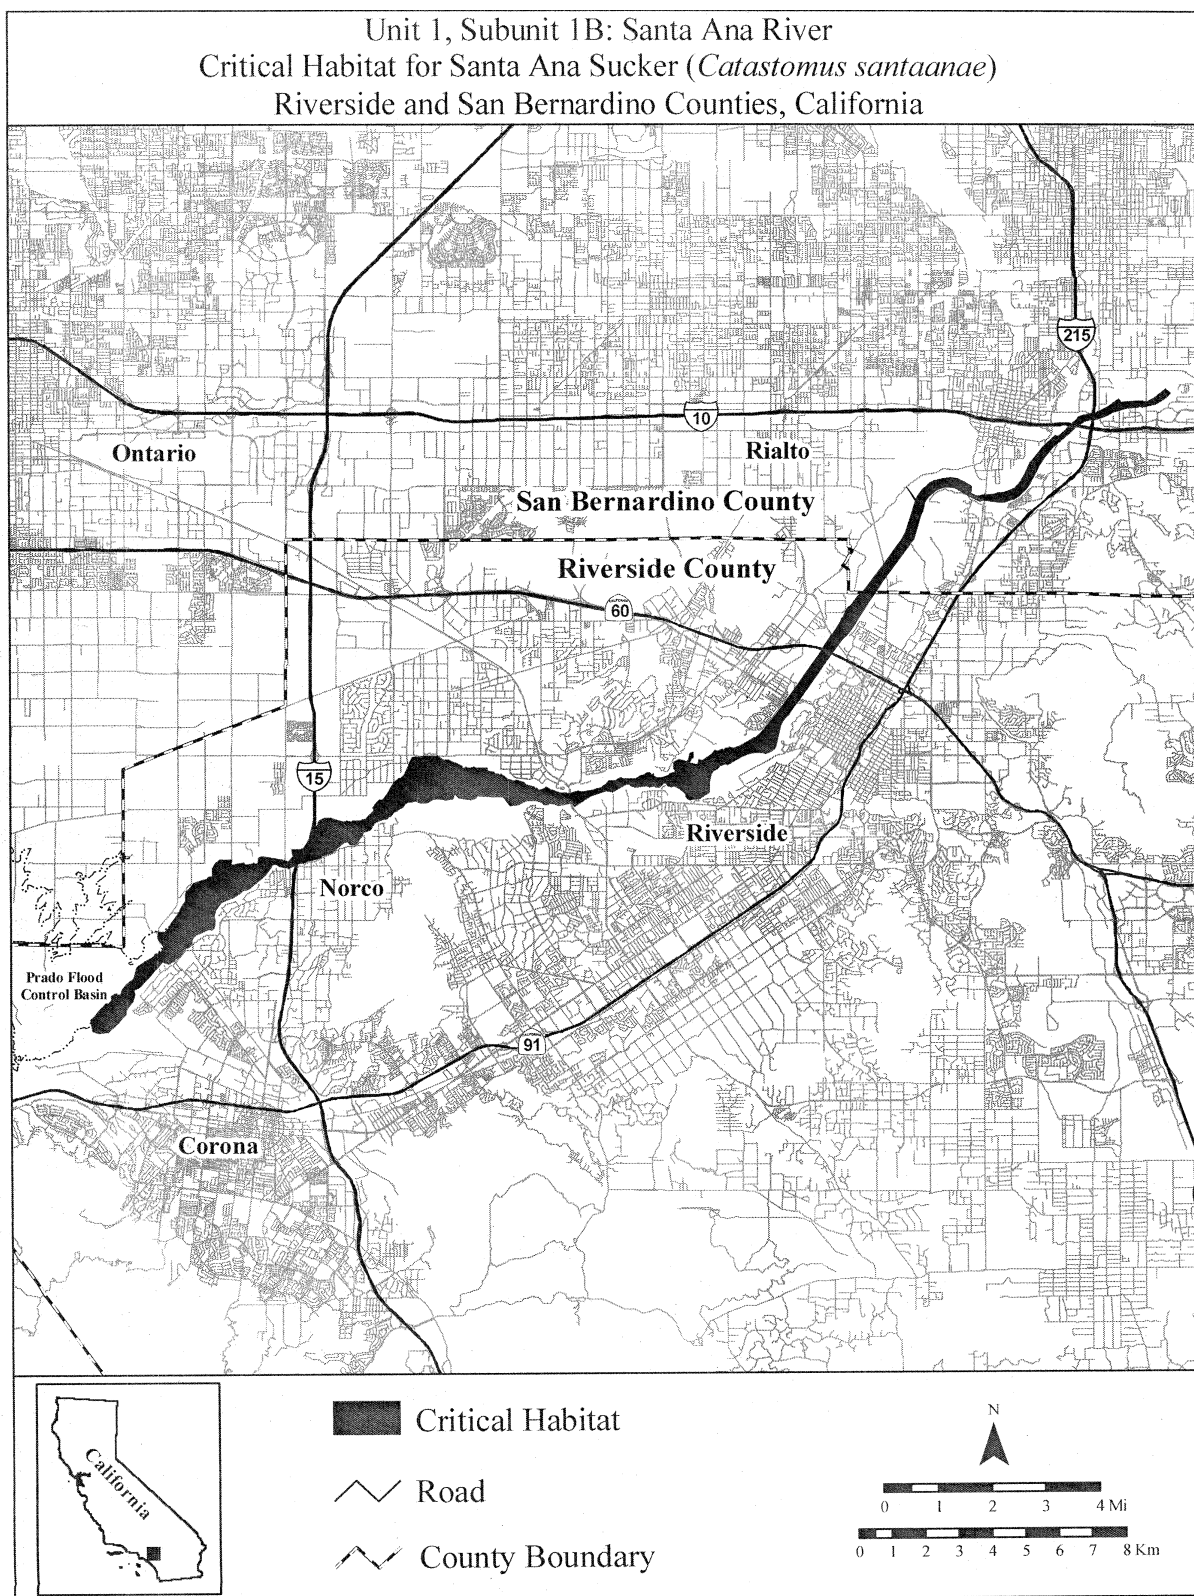 Unit 1, Subunit 1B: Santa Ana River
Critical Habitat for Santa Ana Sucker (Catastomus santaanae)
Riverside and San Bernardino Counties, California
215
10
Ontario
Rialto
San Bernardino County
Riverside County
60
15
Riverside
Norco
Prado Flood
Control Basin
91
Corona
California
Critical Habitat
Road
County Boundary
N
0 1 2 3 4 Mi
0 1 2 3 4 5 6 7 8 Km